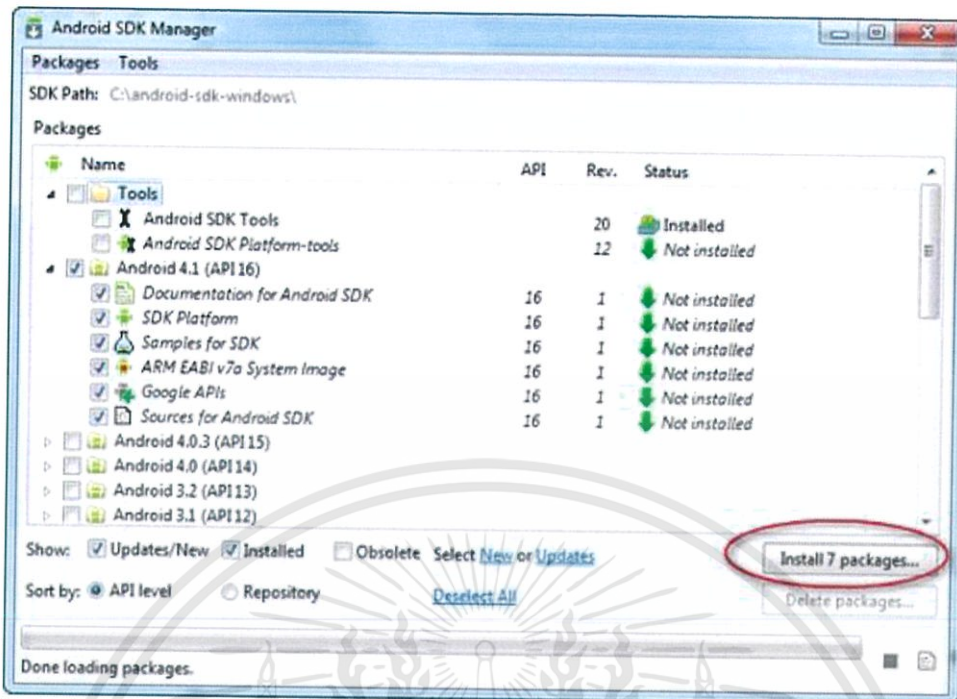 Android SDK Manager
Packages Tools
SDK Path: C:\android-sdk-windows\
Packages
Name API Rev. Status
Tools
Android SDK Tools 20 Installed
Android SDK Platform-tools 12 Not installed
Android 4.1 (API 16)
Documentation for Android SDK 16 1 Not installed
SDK Platform 16 1 Not installed
Samples for SDK 16 1 Not installed
ARM EABI v7a System Image 16 1 Not installed
Google APIs 16 1 Not installed
Sources for Android SDK 16 1 Not installed
Android 4.0.3 (API 15)
Android 4.0 (API 14)
Android 3.2 (API 13)
Android 3.1 (API 12)
Show: Updates/New Installed Obsolete Select New or Updates Install 7 packages...
Sort by: API level Repository Deselect All Delete packages...
Done loading packages.